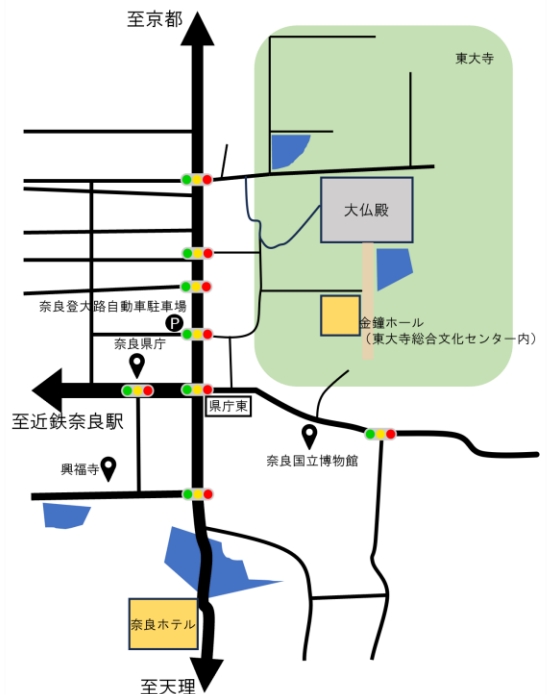 至京都
東大寺
大仏殿
奈良登大路自動車駐車場
P
金鐘ホール
（東大寺総合文化センター内）
奈良県庁
県庁東
至近鉄奈良駅
奈良国立博物館
興福寺
奈良ホテル
至天理